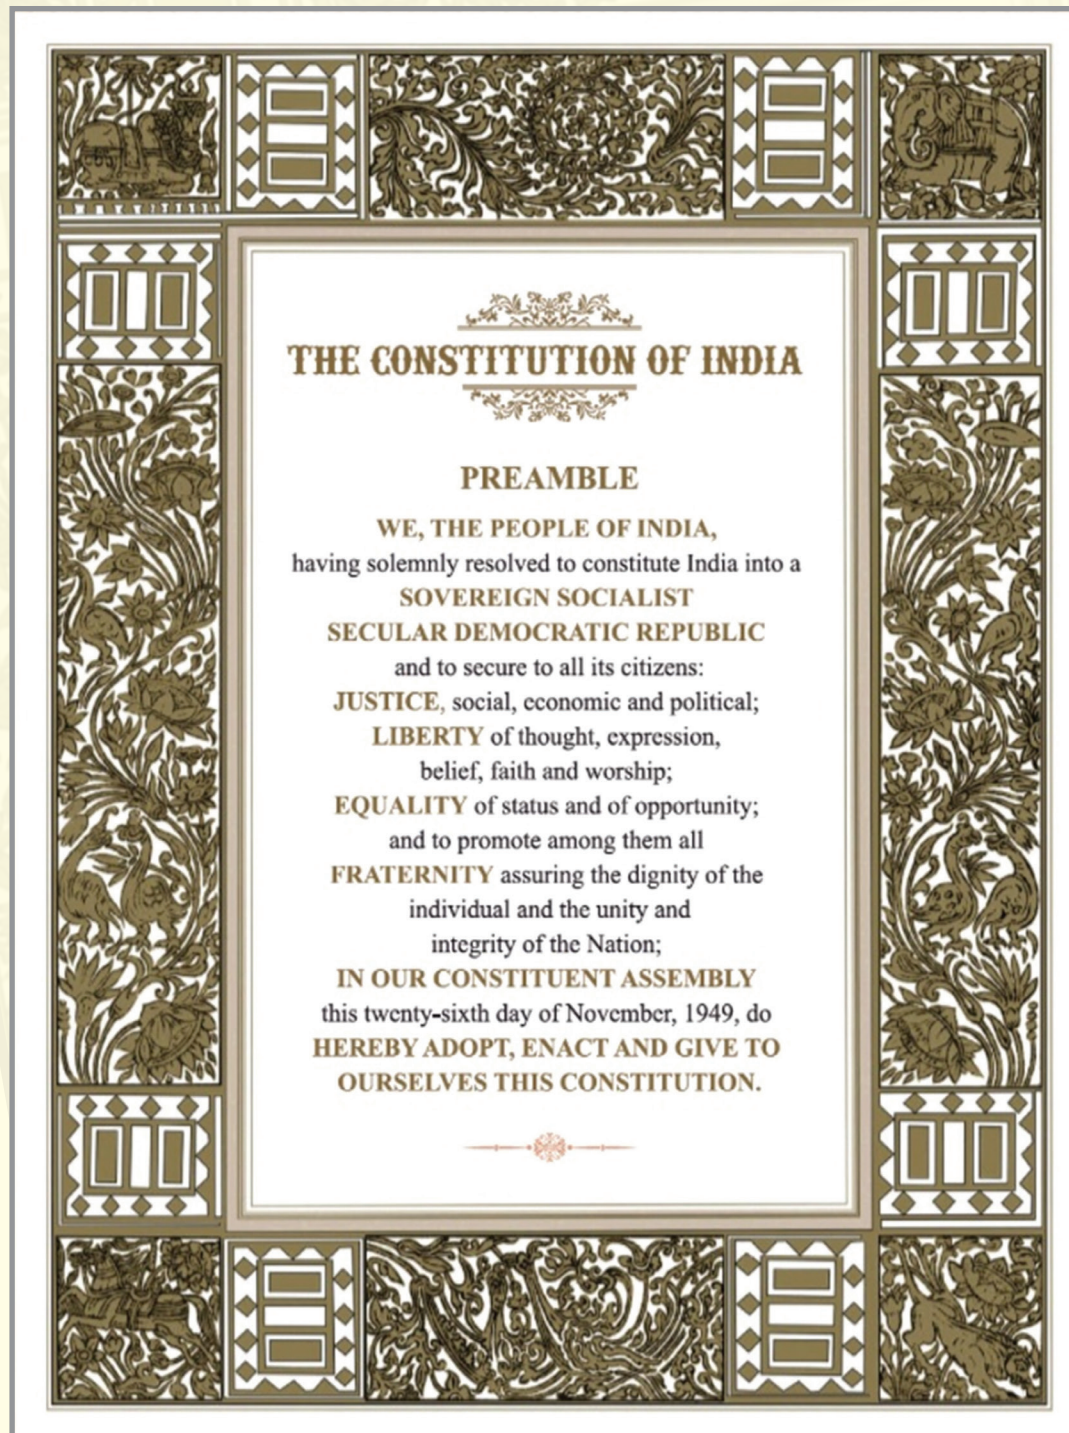 THE CONSTITUTION OF INDIA
PREAMBLE
WE, THE PEOPLE OF INDIA,
having solemnly resolved to constitute India into a
SOVEREIGN SOCIALIST
SECULAR DEMOCRATIC REPUBLIC
and to secure to all its citizens:
JUSTICE, social, economic and political;
LIBERTY of thought, expression,
belief, faith and worship;
EQUALITY of status and of opportunity;
and to promote among them all
FRATERNITY assuring the dignity of the
individual and the unity and
integrity of the Nation;
IN OUR CONSTITUENT ASSEMBLY
this twenty-sixth day of November, 1949, do
HEREBY ADOPT, ENACT AND GIVE TO
OURSELVES THIS CONSTITUTION.